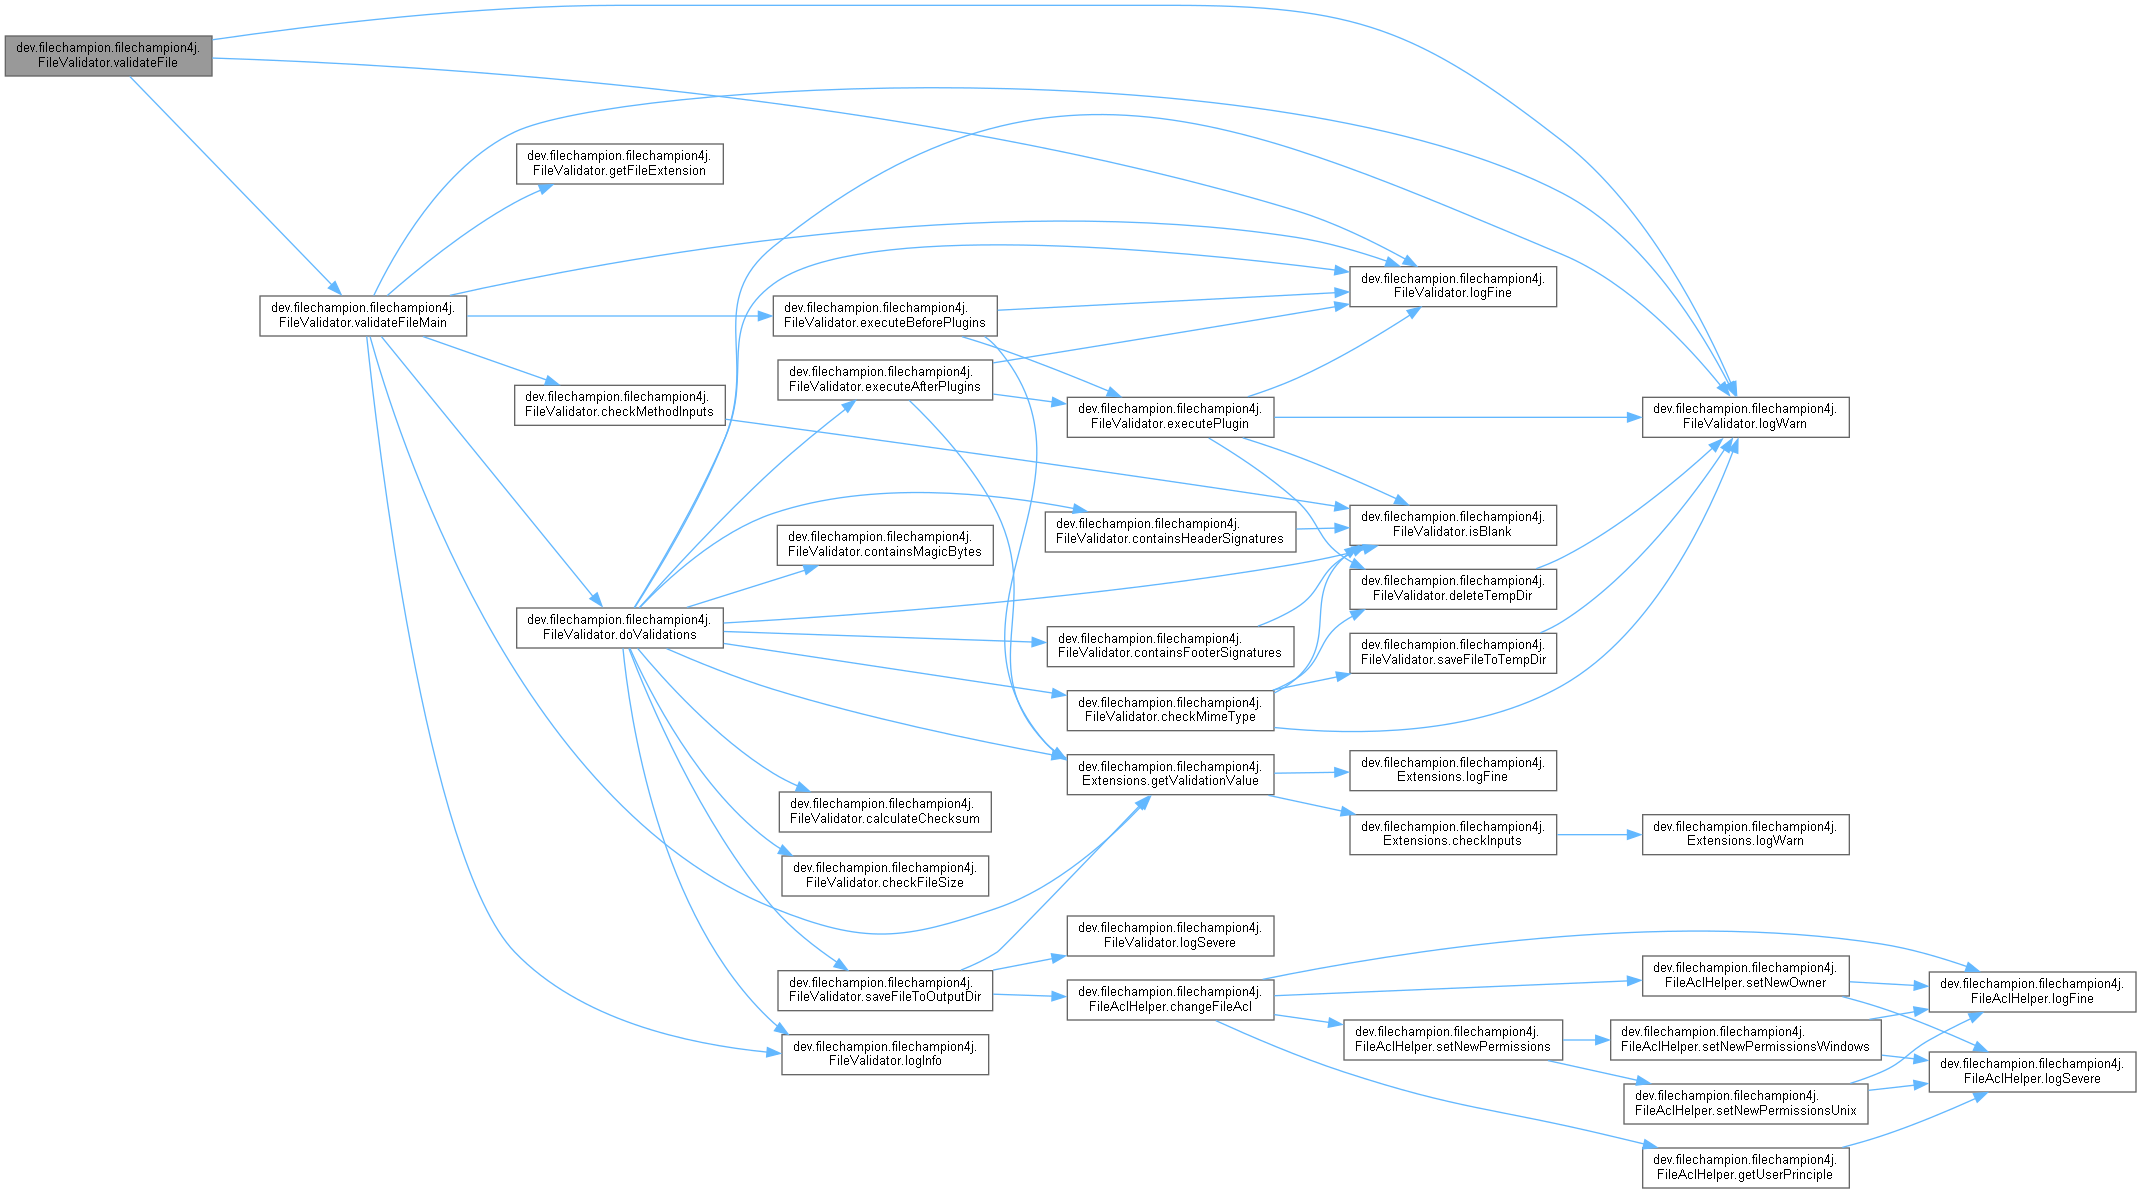 dev.filechampion.filechampion4j.
FileValidator.validateFile
dev.filechampion.filechampion4j.
FileValidator.getFileExtension
dev.filechampion.filechampion4j.
FileValidator.logFine
dev.filechampion.filechampion4j.
FileValidator.validateFileMain
dev.filechampion.filechampion4j.
FileValidator.executeBeforePlugins
dev.filechampion.filechampion4j.
FileValidator.executeAfterPlugins
dev.filechampion.filechampion4j.
FileValidator.checkMethodInputs
dev.filechampion.filechampion4j.
FileValidator.executePlugin
dev.filechampion.filechampion4j.
FileValidator.logWarn
dev.filechampion.filechampion4j.
FileValidator.isBlank
dev.filechampion.filechampion4j.
FileValidator.containsHeaderSignatures
dev.filechampion.filechampion4j.
FileValidator.containsMagicBytes
dev.filechampion.filechampion4j.
FileValidator.deleteTempDir
dev.filechampion.filechampion4j.
FileValidator.doValidations
dev.filechampion.filechampion4j.
FileValidator.containsFooterSignatures
dev.filechampion.filechampion4j.
FileValidator.saveFileToTempDir
dev.filechampion.filechampion4j.
FileValidator.checkMimeType
dev.filechampion.filechampion4j.
Extensions.getValidationValue
dev.filechampion.filechampion4j.
Extensions.logFine
dev.filechampion.filechampion4j.
FileValidator.calculateChecksum
dev.filechampion.filechampion4j.
Extensions.checkInputs
dev.filechampion.filechampion4j.
Extensions.logWarn
dev.filechampion.filechampion4j.
FileValidator.checkFileSize
dev.filechampion.filechampion4j.
FileValidator.logSevere
dev.filechampion.filechampion4j.
FileValidator.saveFileToOutputDir
dev.filechampion.filechampion4j.
FileAclHelper.changeFileAcl
dev.filechampion.filechampion4j.
FileAclHelper.setNewOwner
dev.filechampion.filechampion4j.
FileAclHelper.logFine
dev.filechampion.filechampion4j.
FileValidator.logInfo
dev.filechampion.filechampion4j.
FileAclHelper.setNewPermissions
dev.filechampion.filechampion4j.
FileAclHelper.setNewPermissionsWindows
dev.filechampion.filechampion4j.
FileAclHelper.logSevere
dev.filechampion.filechampion4j.
FileAclHelper.setNewPermissionsUnix
dev.filechampion.filechampion4j.
FileAclHelper.getUserPrinciple